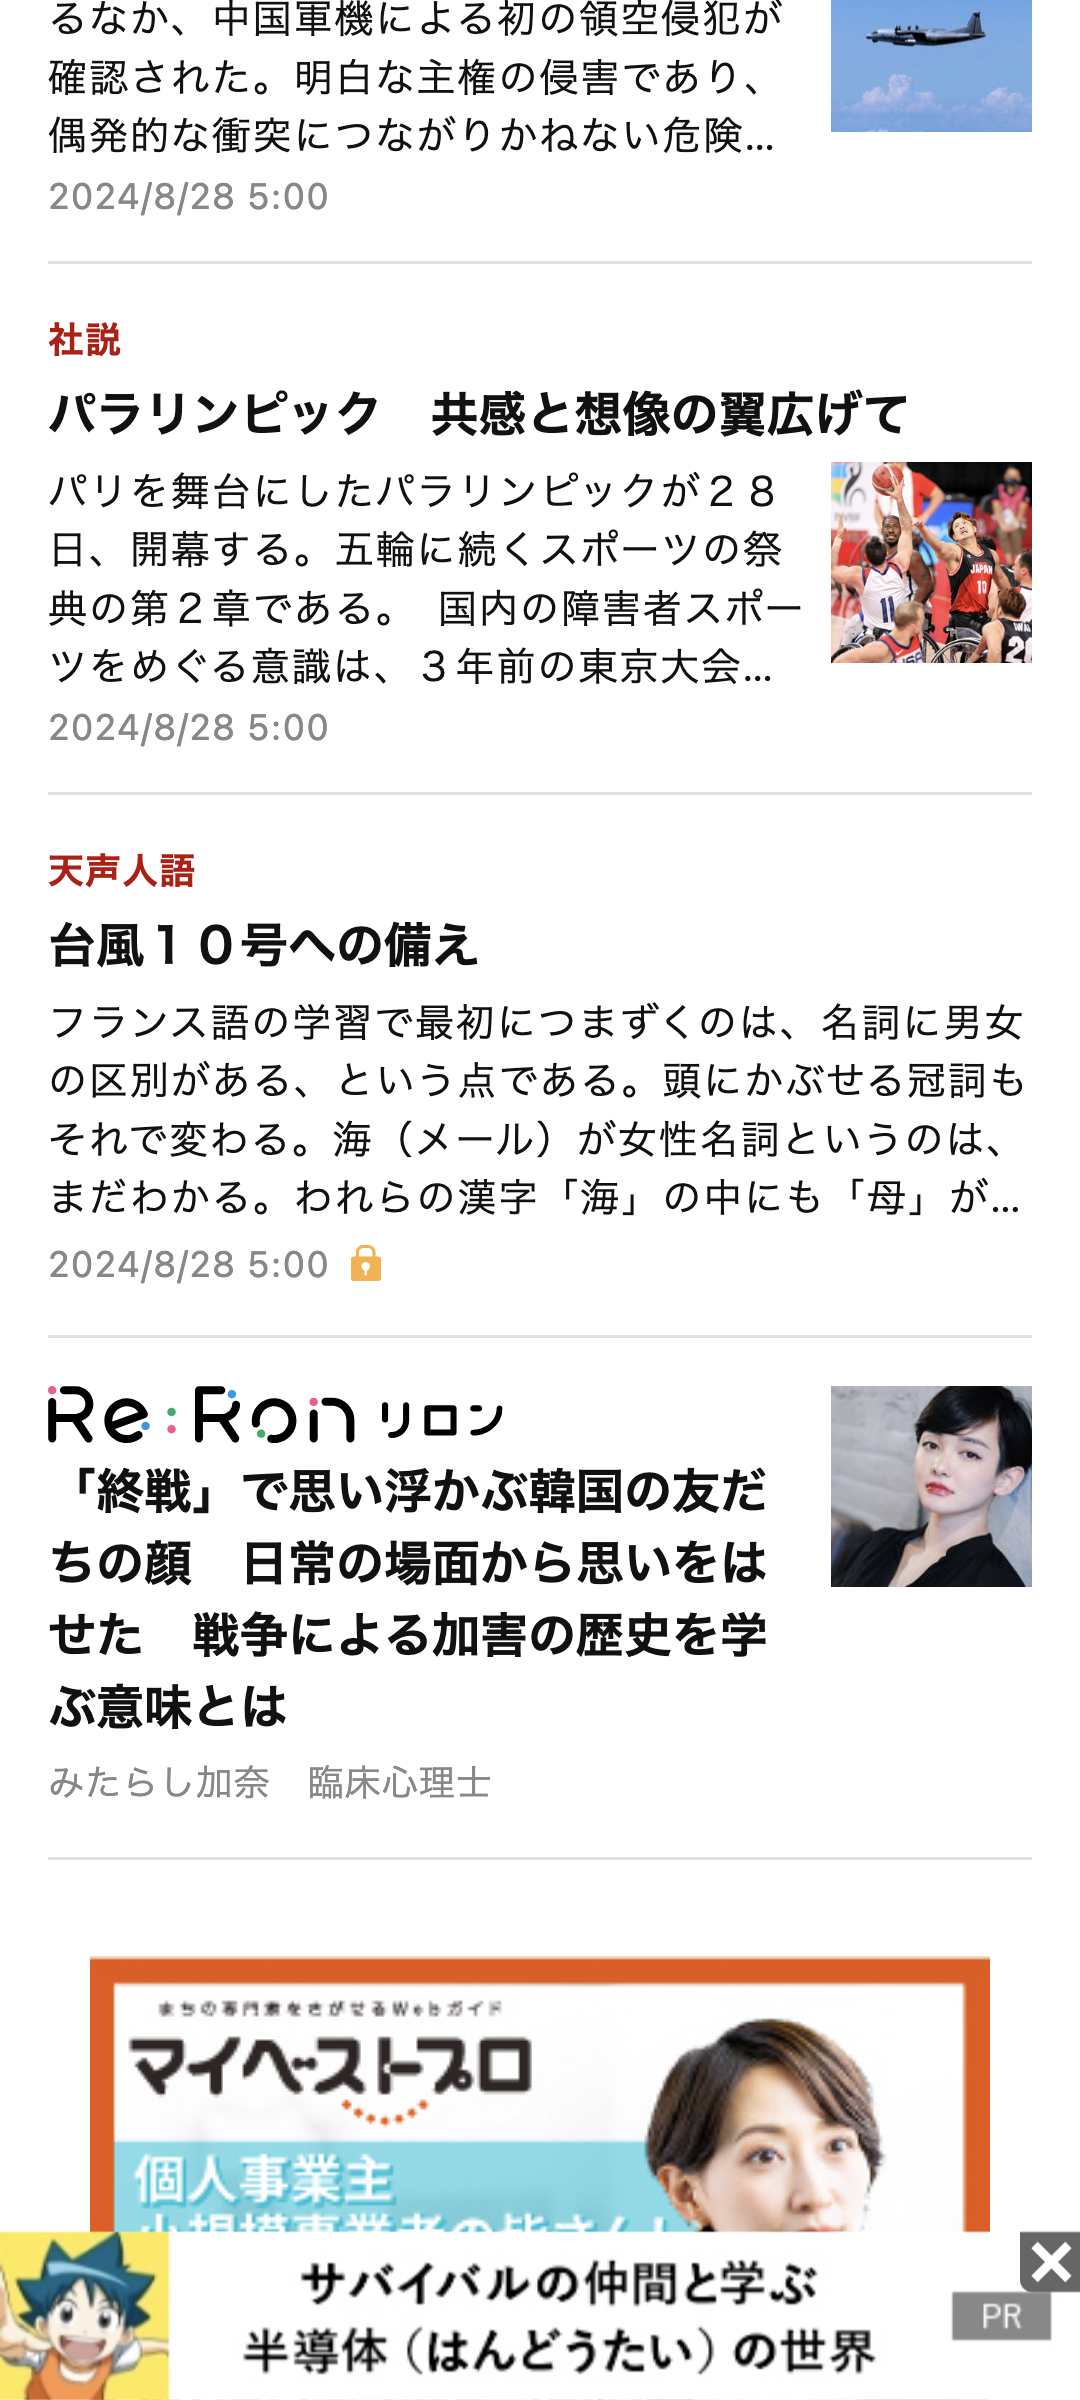 るなか、中国軍機による初の領空侵犯が
確認された。明白な主権の侵害であり、
偶発的な衝突につながりかねない危険...
2024/8/28 5:00
社説
パラリンピック　共感と想像の翼広げて
パリを舞台にしたパラリンピックが２８
日、開幕する。五輪に続くスポーツの祭
典の第２章である。　国内の障害者スポー
ツをめぐる意識は、３年前の東京大会...
JAPAN
11
10
2024/8/28 5:00
天声人語
台風１０号への備え
フランス語の学習で最初につまずくのは、名詞に男女
の区別がある、という点である。頭にかぶせる冠詞も
それで変わる。海（メール）が女性名詞というのは、
まだわかる。われらの漢字「海」の中にも「母」が...
2024/8/28 5:00
Re:Ron リロン
「終戦」で思い浮かぶ韓国の友だ
ちの顔　日常の場面から思いをは
せた　戦争による加害の歴史を学
ぶ意味とは
みたらし加奈　臨床心理士
まちの専門家をさがせるWebガイド
マイベストプロ
個人事業主
小規模事業者の皆さんに
サバイバルの仲間と学ぶ
半導体（はんどうたい）の世界
PR